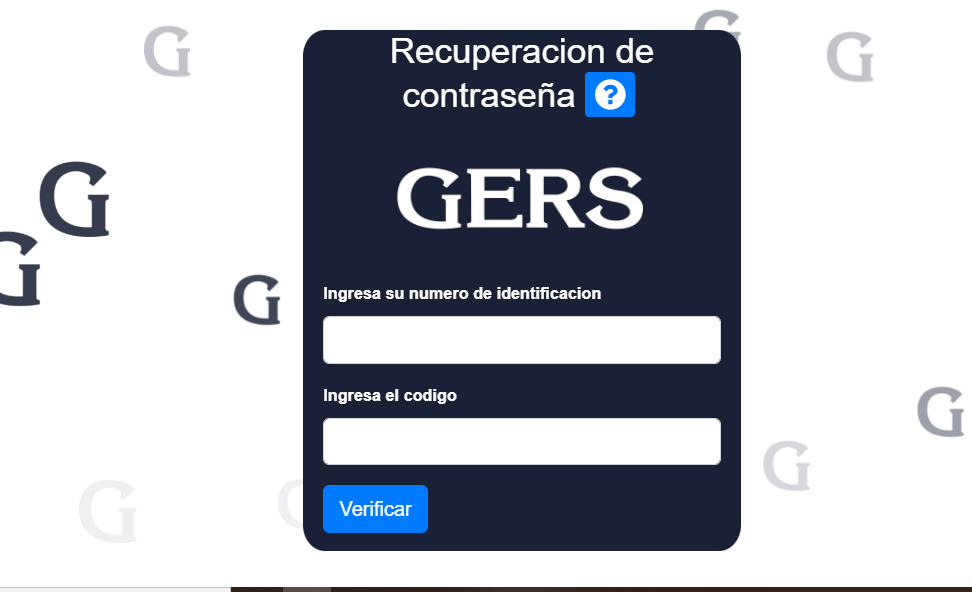 Recuperacion de
contraseña ?
GERS
Ingresa su numero de identificacion
Ingresa el codigo
Verificar
G
G
G
G
G
G
G
G
G